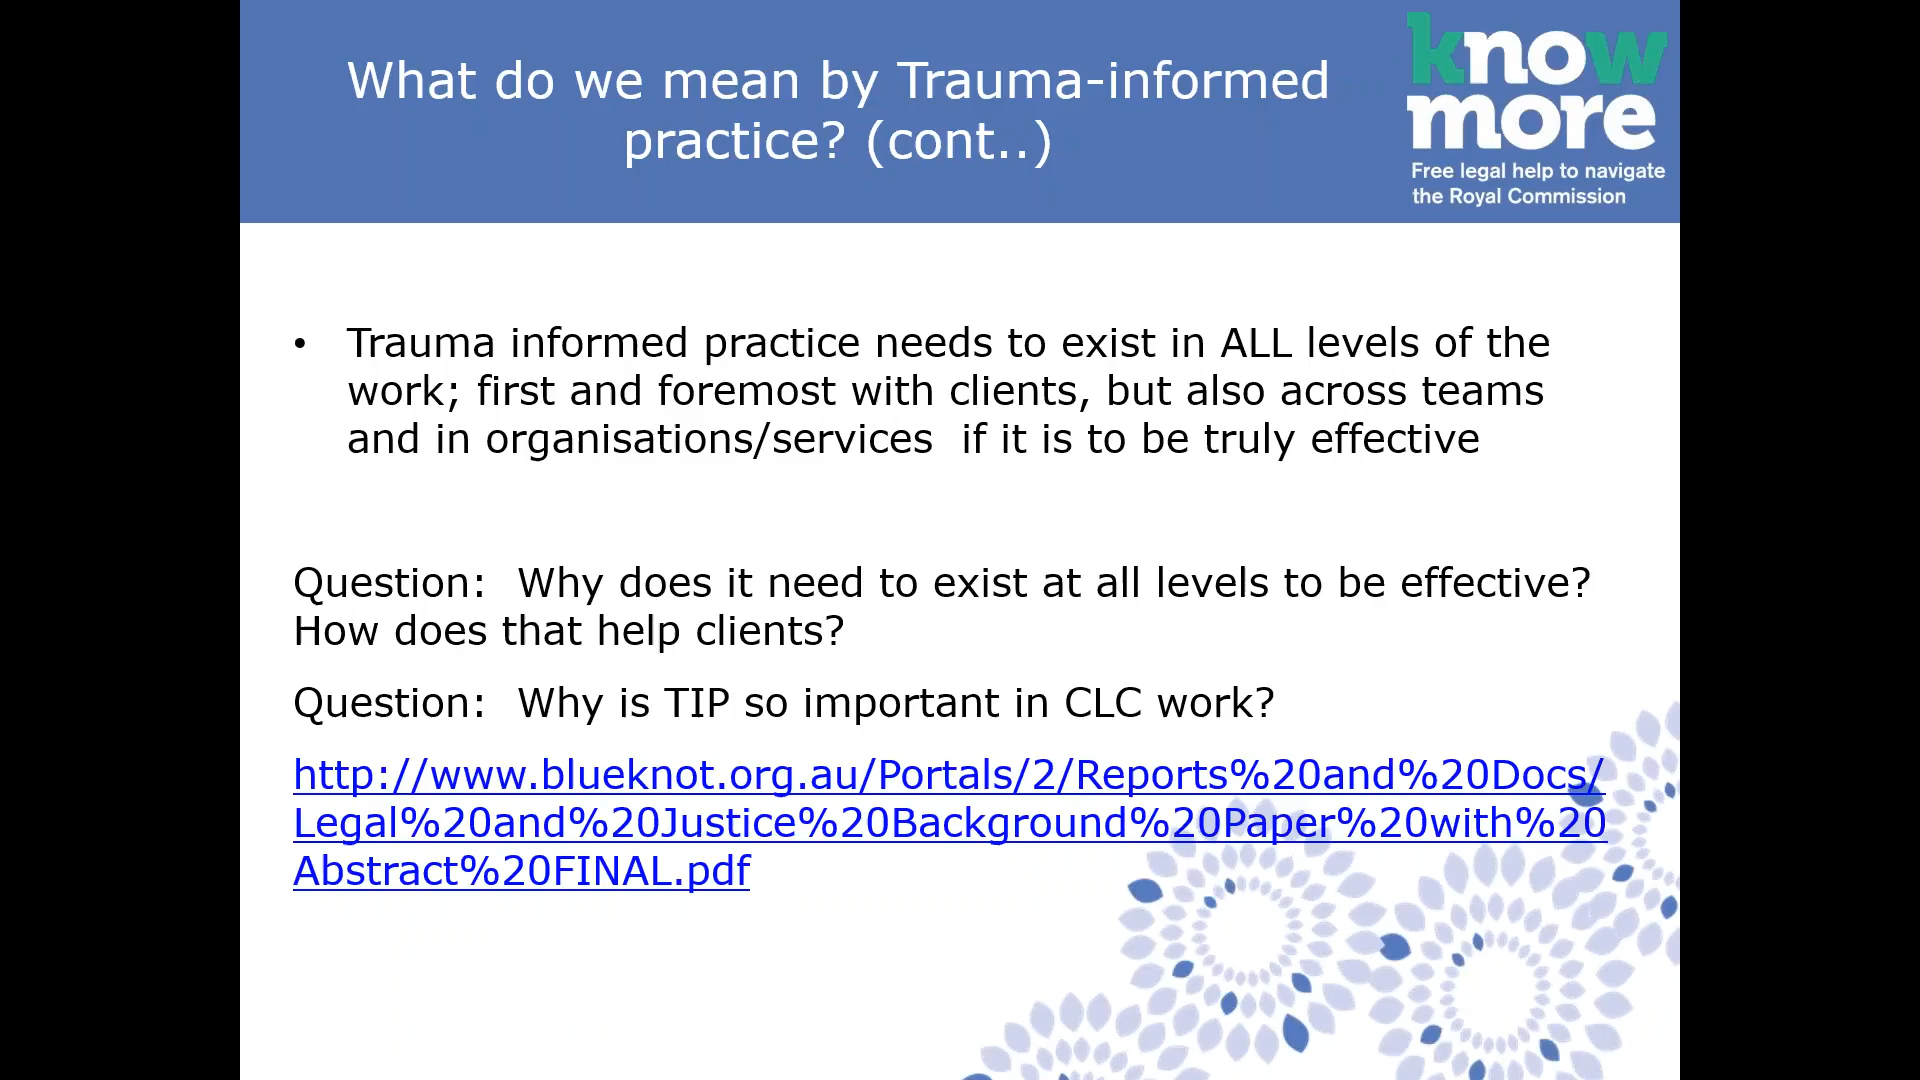 What do we mean by Trauma-informed
practice? (cont..)
know
more
Free legal help to navigate
the Royal Commission
• Trauma informed practice needs to exist in ALL levels of the
work; first and foremost with clients, but also across teams
and in organisations/services  if it is to be truly effective
Question:  Why does it need to exist at all levels to be effective?
How does that help clients?
Question:  Why is TIP so important in CLC work?
http://www.blueknot.org.au/Portals/2/Reports%20and%20Docs/
Legal%20and%20Justice%20Background%20Paper%20with%20
Abstract%20FINAL.pdf